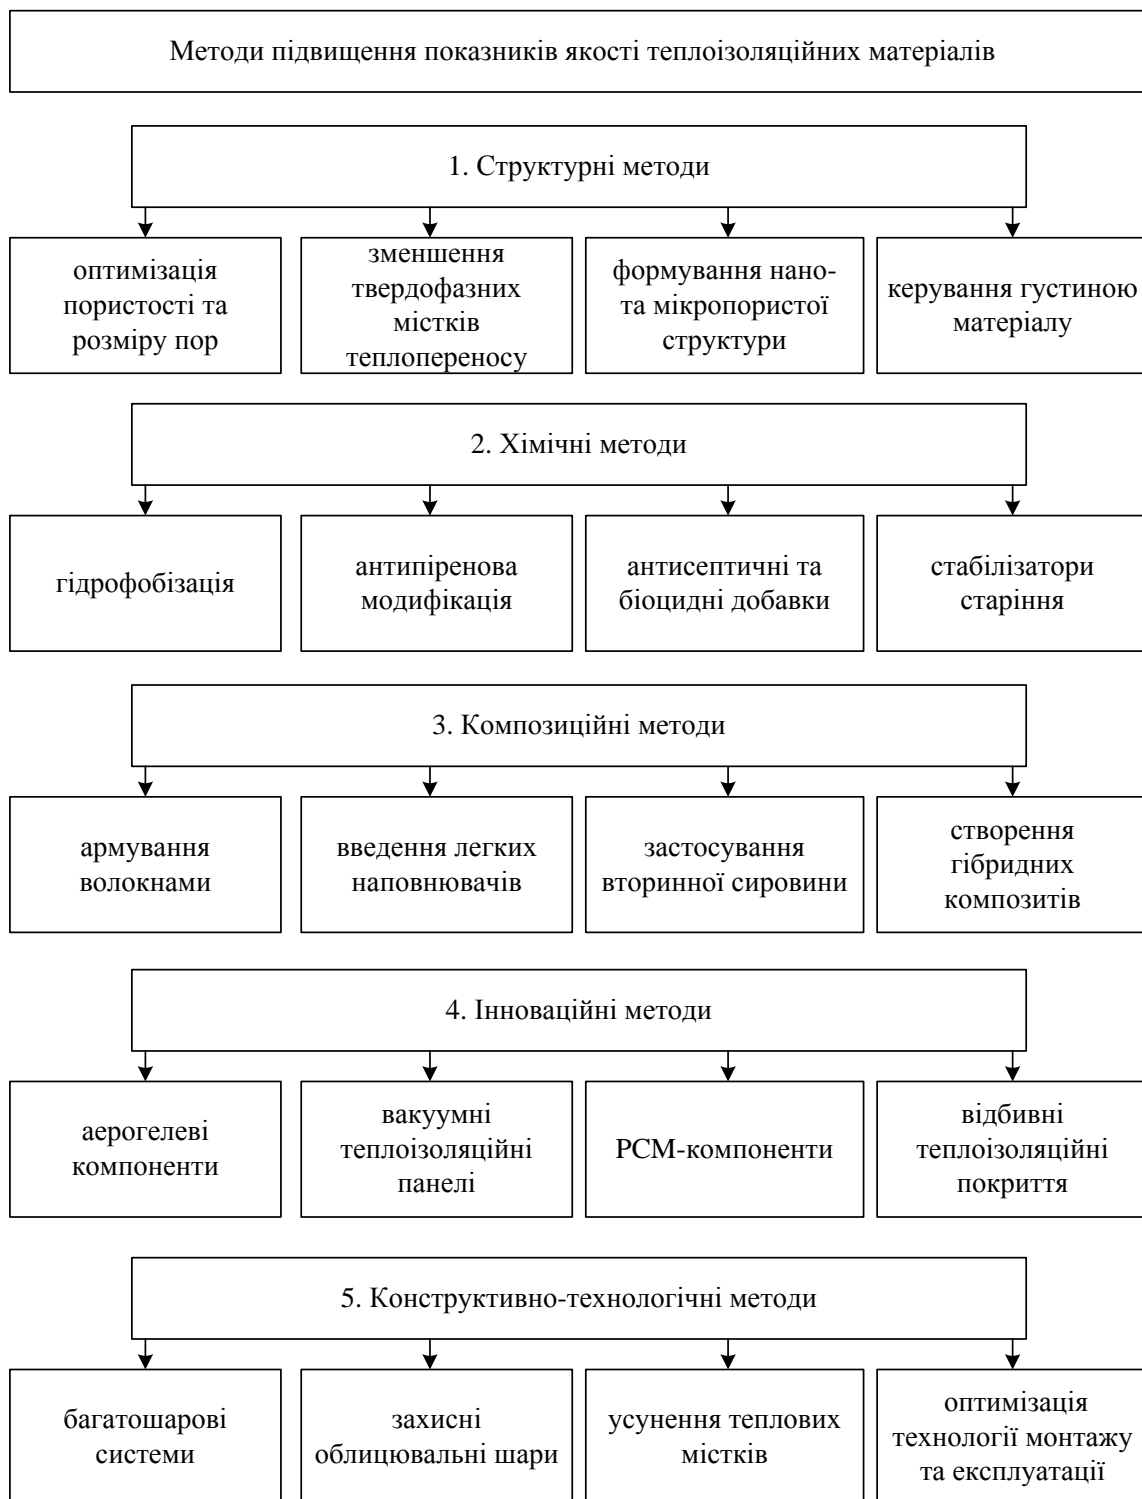 Методи підвищення показників якості теплоізоляційних матеріалів
1. Структурні методи
оптимізація
пористості та
розміру пор
зменшення
твердофазних
містків
теплопереносу
формування нано-
та мікропористої
структури
керування густиною
матеріалу
2. Хімічні методи
гідрофобізація
антипіренова
модифікація
антисептичні та
біоцидні добавки
стабілізатори
старіння
3. Композиційні методи
армування
волокнами
введення легких
наповнювачів
застосування
вторинної сировини
створення
гібридних
композитів
4. Інноваційні методи
аерогелеві
компоненти
вакуумні
теплоізоляційні
панелі
PCM-компоненти
відбивні
теплоізоляційні
покриття
5. Конструктивно-технологічні методи
багатошарові
системи
захисні
облицювальні шари
усунення теплових
містків
оптимізація
технології монтажу
та експлуатації